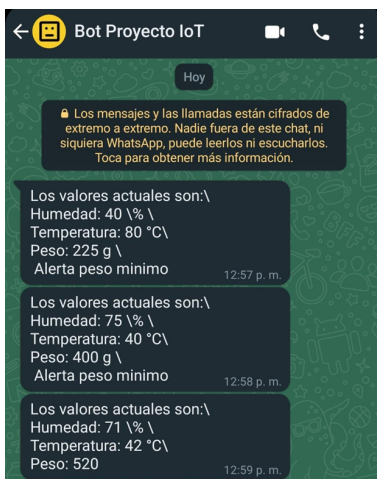 Bot Proyecto IoT
Hoy
Los mensajes y las llamadas están cifrados de
extremo a extremo. Nadie fuera de este chat, ni
siquiera WhatsApp, puede leerlos ni escucharlos.
Toca para obtener más información.
Los valores actuales son:\
Humedad: 40 \% \
Temperatura: 80 °C\
Peso: 225 g \
Alerta peso minimo
12:57 p. m.
Los valores actuales son:\
Humedad: 75 \% \
Temperatura: 40 °C\
Peso: 400 g \
Alerta peso minimo
12:58 p. m.
Los valores actuales son:\
Humedad: 71 \% \
Temperatura: 42 °C\
Peso: 520
12:59 p. m.